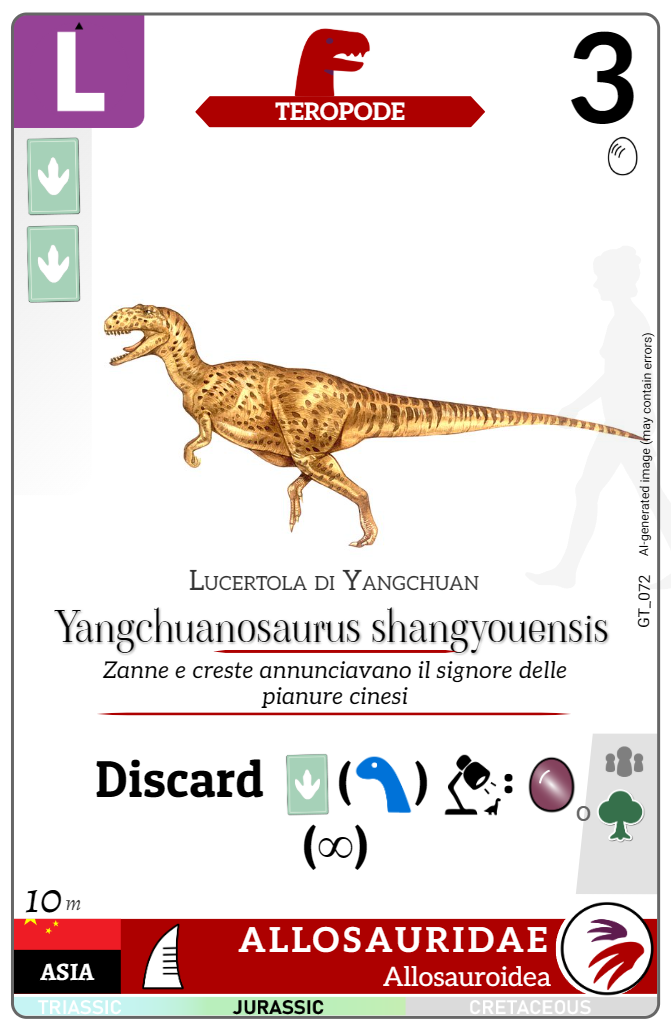 L
TEROPODE
3
AI-generated image (may contain errors)
GT_072
Lucertola di Yangchuan
Yangchuanosaurus shangyouensis
Zanne e creste annunciavano il signore delle
pianure cinesi
Discard ( ) : o
(∞)
10 m
ALLOSAURIDAE
ASIA
Allosauroidea
TRIASSIC JURASSIC CRETACEOUS